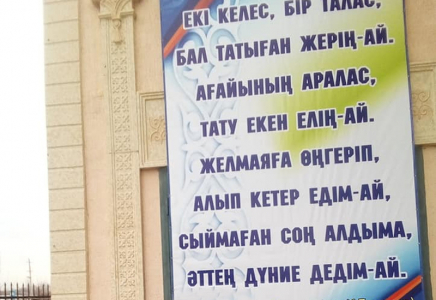 ЕКІ КЕЛЕС, БІР ТАЛАС,
БАЛ ТАТЫҒАН ЖЕРІҢ-АЙ.
АҒАЙЫНЫҢ АРАЛАС,
ТАТУ ЕКЕН ЕЛІҢ-АЙ.
ЖЕЛМАЯҒА ӨҢГЕРІП,
АЛЫП КЕТЕР ЕДІМ-АЙ,
СЫЙМАҒАН СОҢ АЛДЫМА,
ӘТТЕҢ ДҮНИЕ ДЕДІМ-АЙ.